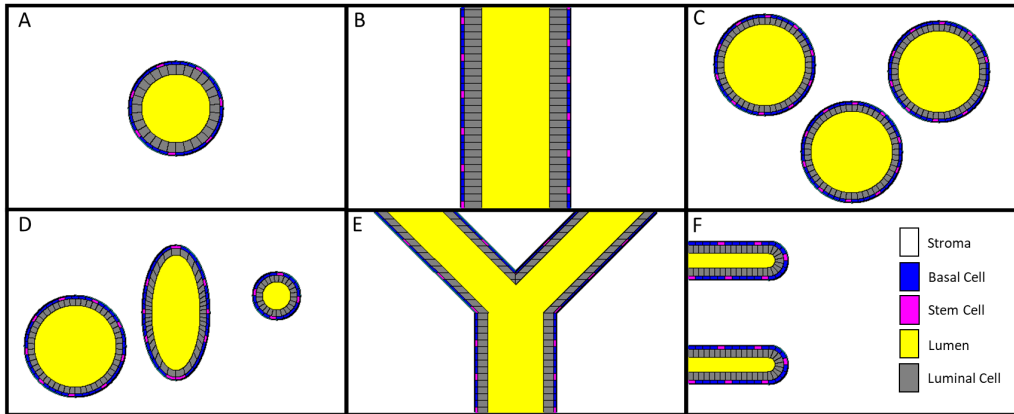 A
B
C
D
E
F
Stroma
Basal Cell
Stem Cell
Lumen
Luminal Cell